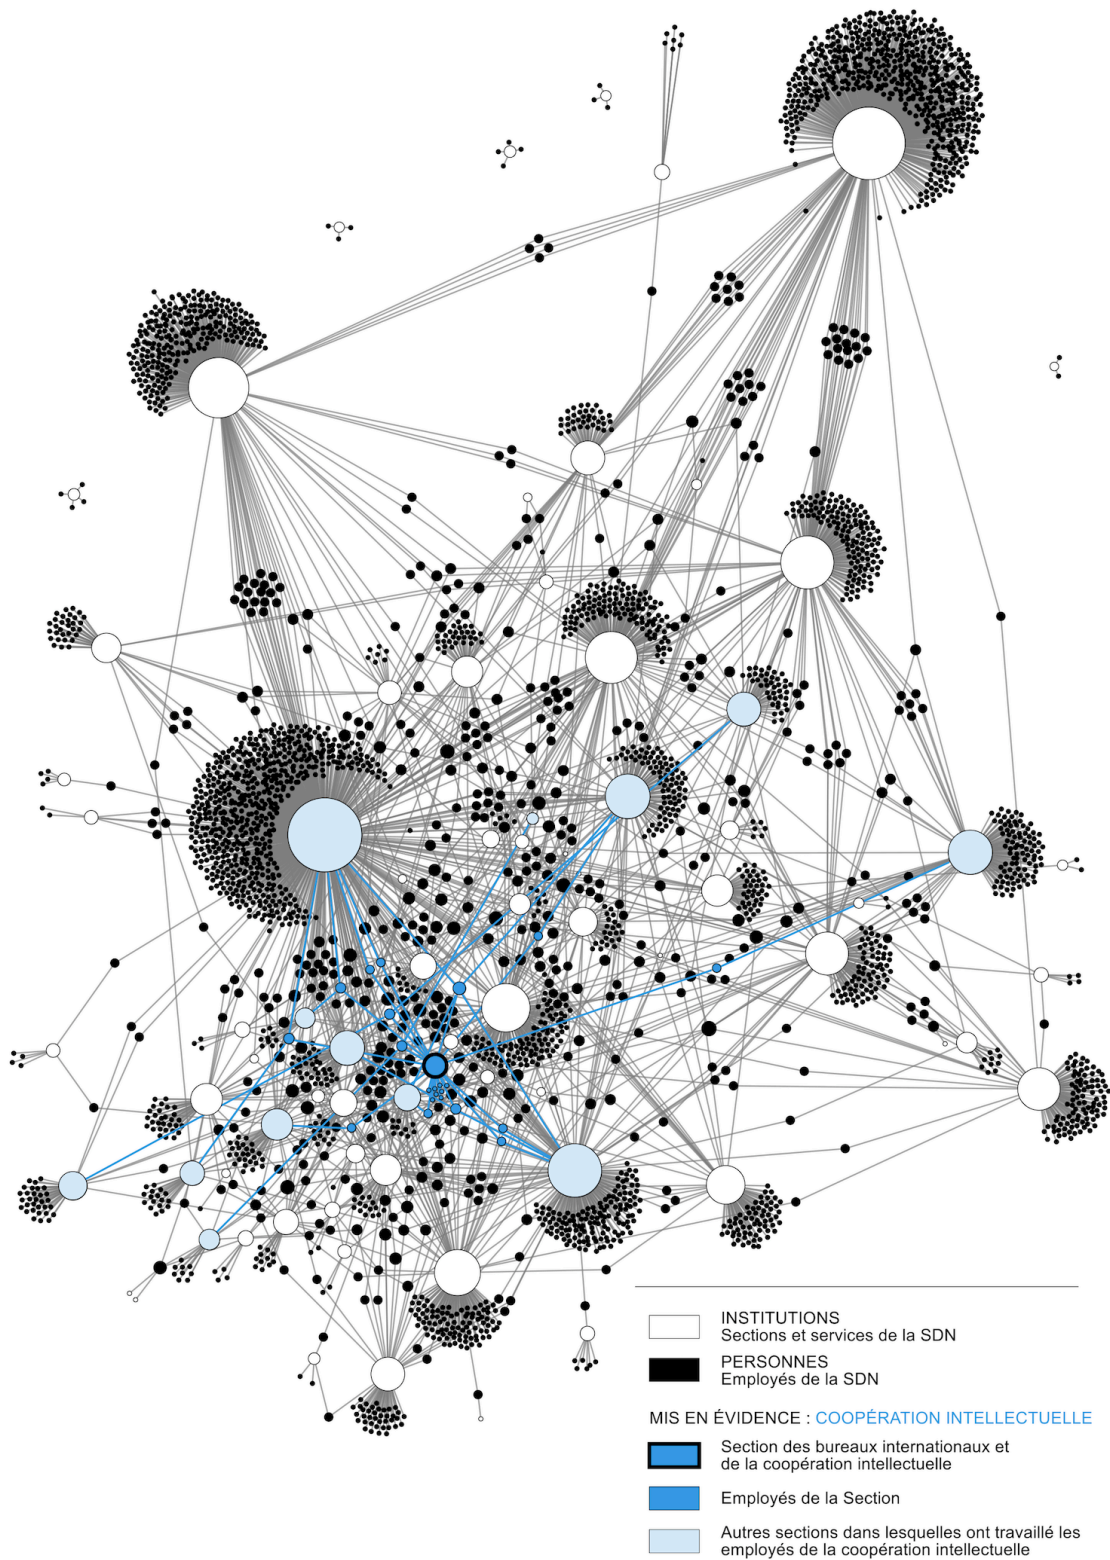 INSTITUTIONS
Sections et services de la SDN
PERSONNES
Employés de la SDN
MIS EN ÉVIDENCE : COOPÉRATION INTELLECTUELLE
Section des bureaux internationaux et
de la coopération intellectuelle
Employés de la Section
Autres sections dans lesquelles ont travaillé les
employés de la coopération intellectuelle